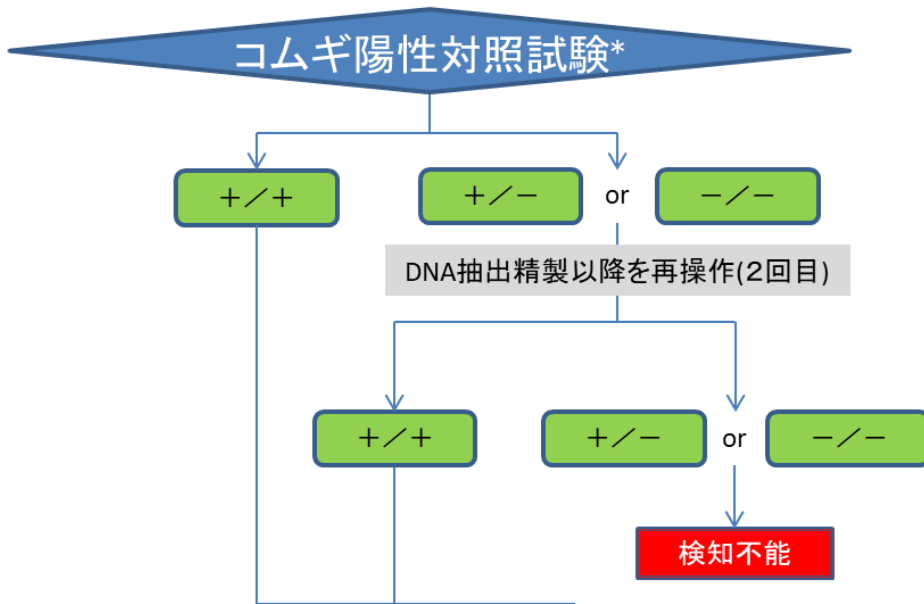 コムギ陽性対照試験*
+/+
+/-
or
-/-
DNA抽出精製以降を再操作(2回目)
+/+
+/-
or
-/-
検知不能